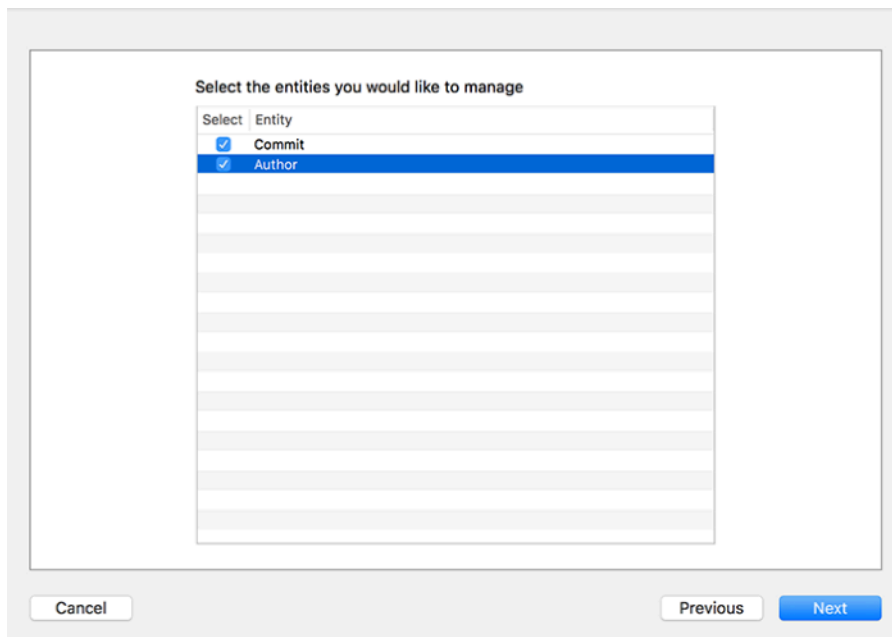 Select the entities you would like to manage
Select Entity
Commit
Author
Cancel Previous Next